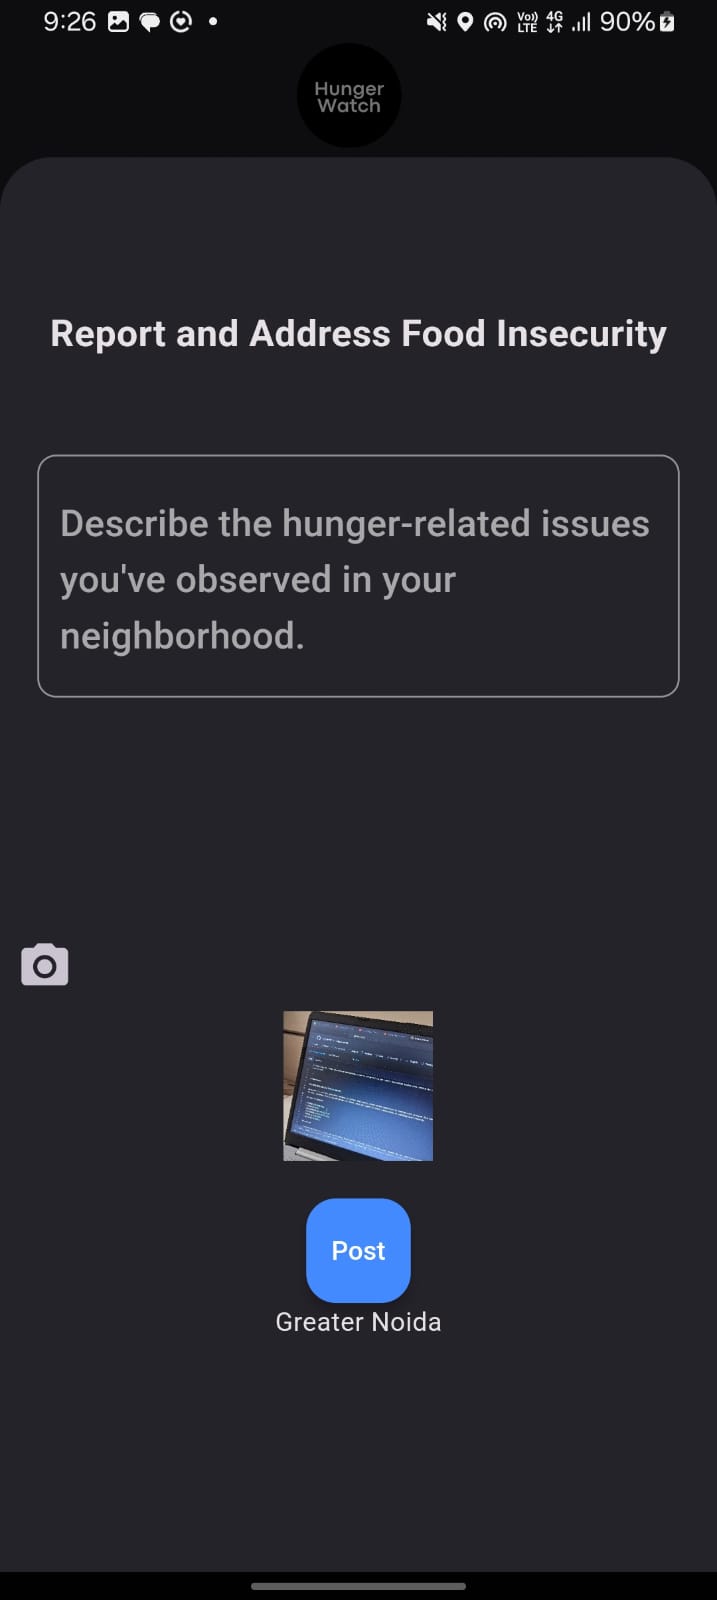 9:26 Vo)) LTE 4G 90%
Hunger
Watch
Report and Address Food Insecurity
Describe the hunger-related issues
you've observed in your
neighborhood.
Post
Greater Noida